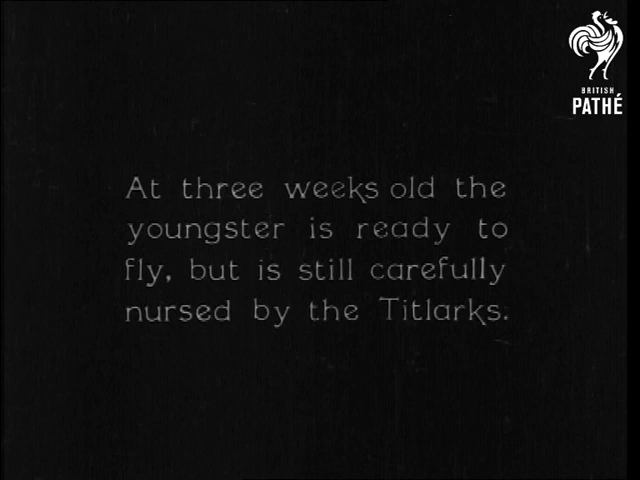 BRITISH
PATHÉ
At three weeks old the
youngster is ready to
fly, but is still carefully
nursed by the Titlarks.